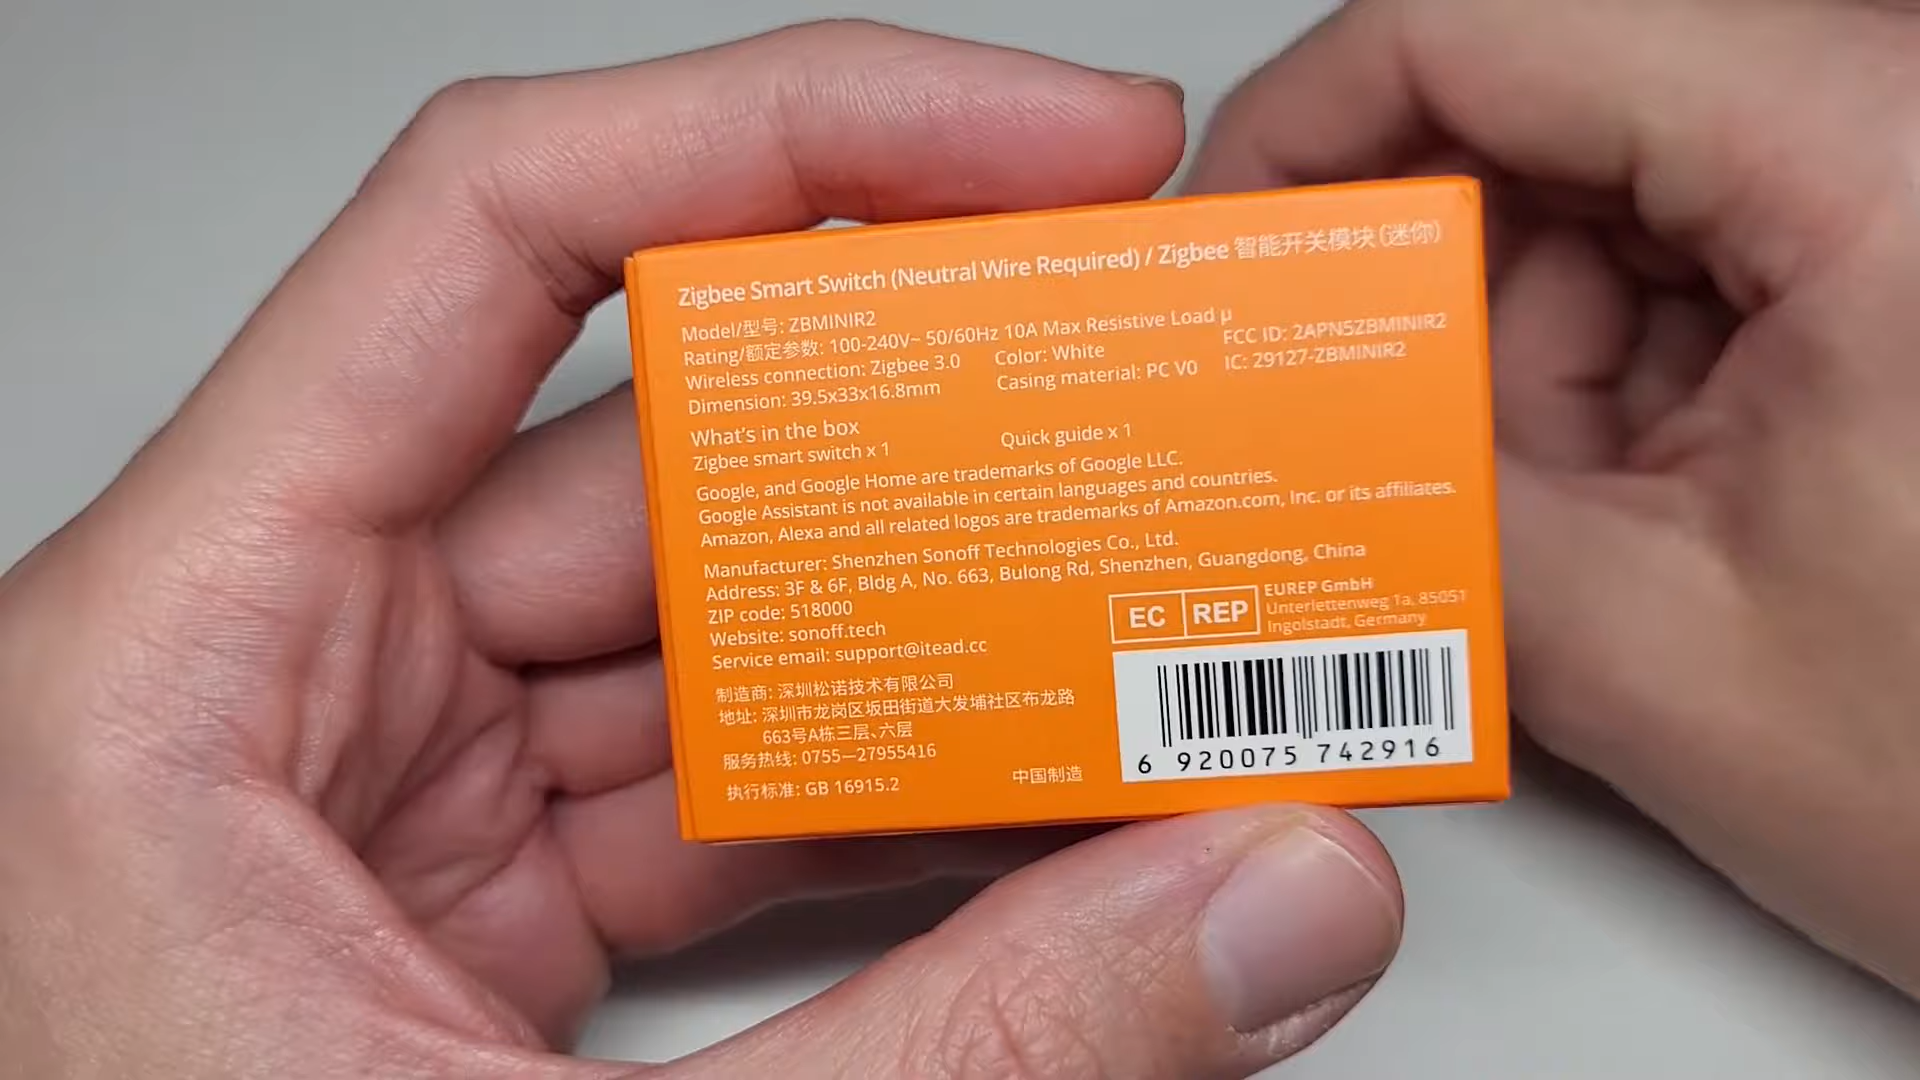 Zigbee Smart Switch (Neutral Wire Required) / Zigbee 智能开关模块 (迷你)
Model/型号: ZBMINIR2
Rating/额定参数: 100-240V~ 50/60Hz 10A Max Resistive Load µ
Wireless connection: Zigbee 3.0 Color: White FCC ID: 2APN5ZBMINIR2
Dimension: 39.5x33x16.8mm Casing material: PC V0 IC: 29127-ZBMINIR2
What's in the box
Zigbee smart switch x 1 Quick guide x 1
Google, and Google Home are trademarks of Google LLC.
Google Assistant is not available in certain languages and countries.
Amazon, Alexa and all related logos are trademarks of Amazon.com, Inc. or its affiliates.
Manufacturer: Shenzhen Sonoff Technologies Co., Ltd.
Address: 3F & 6F, Bldg A, No. 663, Bulong Rd, Shenzhen, Guangdong, China
ZIP code: 518000
Website: sonoff.tech
Service email: support@itead.cc
EC REP
EUREP GmbH
Unterlettenweg 1a, 85051
Ingolstadt, Germany
制造商: 深圳松诺技术有限公司
地址: 深圳市龙岗区坂田街道大发埔社区布龙路
663号A栋三层、六层
服务热线: 0755—27955416
执行标准: GB 16915.2
中国制造
6 920075 742916